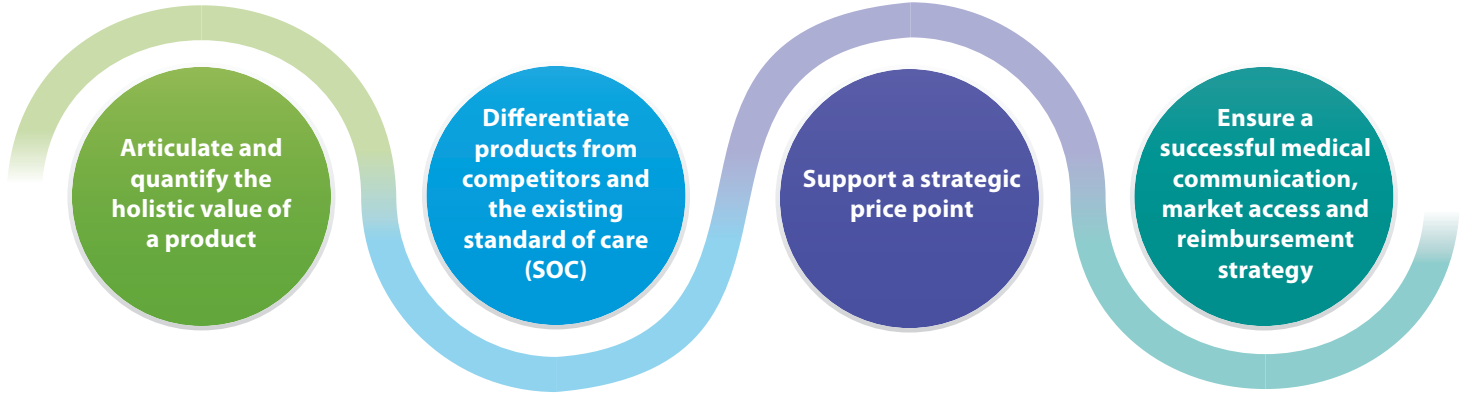 Articulate and
quantify the
holistic value of
a product
Differentiate
products from
competitors and
the existing
standard of care
(SOC)
Support a strategic
price point
Ensure a
successful medical
communication,
market access and
reimbursement
strategy